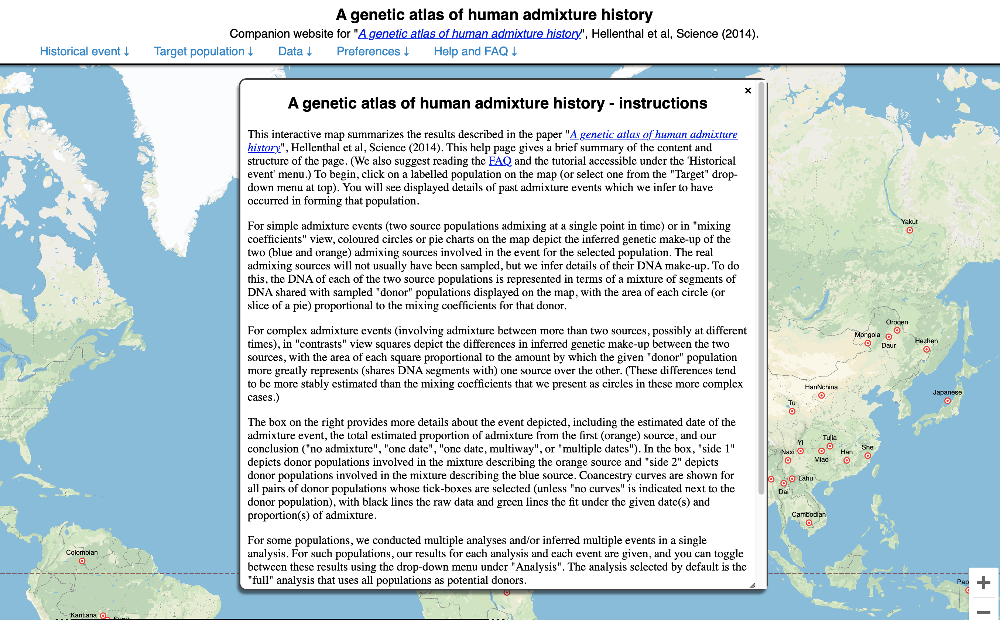 A genetic atlas of human admixture history
Companion website for "A genetic atlas of human admixture history", Hellenthal et al, Science (2014).
Historical event ↓ Target population ↓ Data ↓ Preferences ↓ Help and FAQ ↓
×
A genetic atlas of human admixture history - instructions
This interactive map summarizes the results described in the paper "A genetic atlas of human admixture
history", Hellenthal et al, Science (2014). This help page gives a brief summary of the content and
structure of the page. (We also suggest reading the FAQ and the tutorial accessible under the 'Historical
event' menu.) To begin, click on a labelled population on the map (or select one from the "Target" drop-
down menu at top). You will see displayed details of past admixture events which we infer to have
occurred in forming that population.
For simple admixture events (two source populations admixing at a single point in time) or in "mixing
coefficients" view, coloured circles or pie charts on the map depict the inferred genetic make-up of the
two (blue and orange) admixing sources involved in the event for the selected population. The real
admixing sources will not usually have been sampled, but we infer details of their DNA make-up. To do
this, the DNA of each of the two source populations is represented in terms of a mixture of segments of
DNA shared with sampled "donor" populations displayed on the map, with the area of each circle (or
slice of a pie) proportional to the mixing coefficients for that donor.
For complex admixture events (involving admixture between more than two sources, possibly at different
times), in "contrasts" view squares depict the differences in inferred genetic make-up between the two
sources, with the area of each square proportional to the amount by which the given "donor" population
more greatly represents (shares DNA segments with) one source over the other. (These differences tend
to be more stably estimated than the mixing coefficients that we present as circles in these more complex
cases.)
The box on the right provides more details about the event depicted, including the estimated date of the
admixture event, the total estimated proportion of admixture from the first (orange) source, and our
conclusion ("no admixture", "one date", "one date, multiway", or "multiple dates"). In the box, "side 1"
depicts donor populations involved in the mixture describing the orange source and "side 2" depicts
donor populations involved in the mixture describing the blue source. Coancestry curves are shown for
all pairs of donor populations whose tick-boxes are selected (unless "no curves" is indicated next to the
donor population), with black lines the raw data and green lines the fit under the given date(s) and
proportion(s) of admixture.
For some populations, we conducted multiple analyses and/or inferred multiple events in a single
analysis. For such populations, our results for each analysis and each event are given, and you can toggle
between these results using the drop-down menu under "Analysis". The analysis selected by default is the
"full" analysis that uses all populations as potential donors.
Yakut
Oroqen
Mongola
Daur
Hezhen
HanNchina
Japanese
Tu
Tujia
Yi
She
Naxi
Han
Miao
Lahu
Dai
Cambodian
Colombian
Pap
+
Karitiana
−